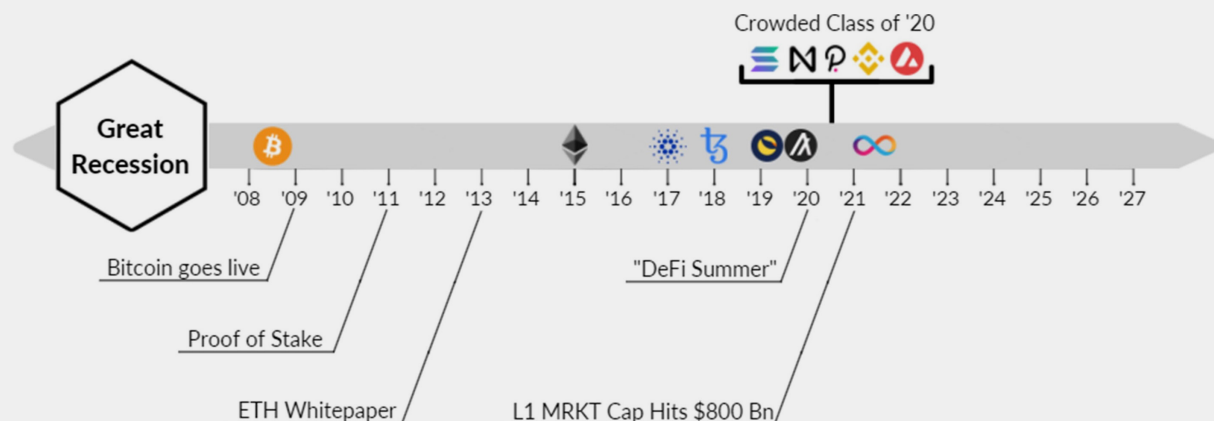 Crowded Class of '20
Great
Recession
'08 '09 '10 '11 '12 '13 '14 '15 '16 '17 '18 '19 '20 '21 '22 '23 '24 '25 '26 '27
Bitcoin goes live
"DeFi Summer"
Proof of Stake
ETH Whitepaper
L1 MRKT Cap Hits $800 Bn